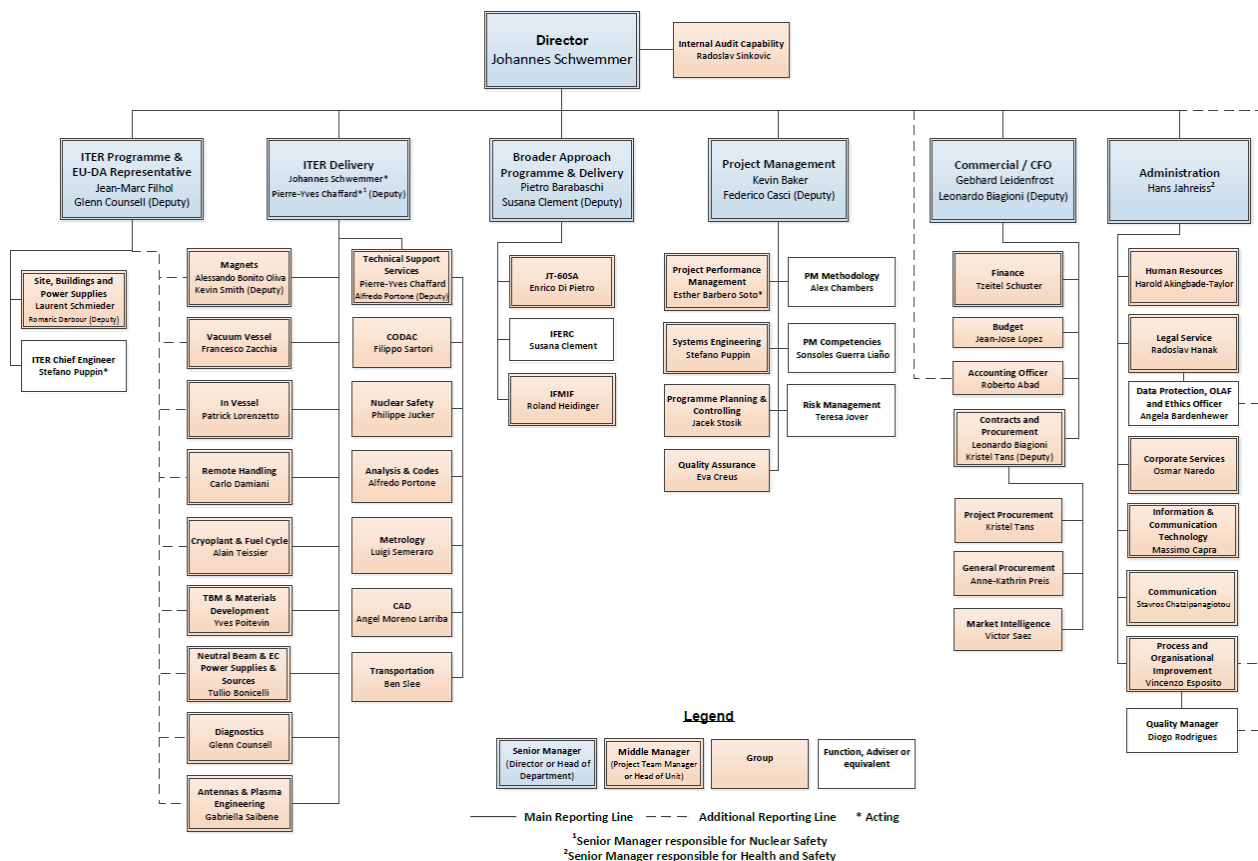 Director
Johannes Schwemmer
Internal Audit Capability
Radoslav Sinkovic
ITER Programme &
EU-DA Representative
Jean-Marc Filhol
Glenn Counsell (Deputy)
ITER Delivery
Johannes Schwemmer*
Pierre-Yves Chaffard*¹ (Deputy)
Broader Approach
Programme & Delivery
Pietro Barabaschi
Susana Clement (Deputy)
Project Management
Kevin Baker
Federico Casci (Deputy)
Commercial / CFO
Gebhard Leidenfrost
Leonardo Biagioni (Deputy)
Administration
Hans Jahreiss²
Site, Buildings and
Power Supplies
Laurent Schmieder
Romaric Darbour (Deputy)
ITER Chief Engineer
Stefano Puppin*
Magnets
Alessando Bonito Oliva
Kevin Smith (Deputy)
Vacuum Vessel
Francesco Zacchia
In Vessel
Patrick Lorenzetto
Remote Handling
Carlo Damiani
Cryoplant & Fuel Cycle
Alain Teissier
TBM & Materials
Development
Yves Poitevin
Neutral Beam & EC
Power Supplies &
Sources
Tullio Bonicelli
Diagnostics
Glenn Counsell
Antennas & Plasma
Engineering
Gabriella Saibene
Technical Support
Services
Pierre-Yves Chaffard
Alfredo Portone (Deputy)
CODAC
Filippo Sartori
Nuclear Safety
Philippe Jucker
Analysis & Codes
Alfredo Portone
Metrology
Luigi Semeraro
CAD
Angel Moreno Larriba
Transportation
Ben Slee
JT-60SA
Enrico Di Pietro
IFERC
Susana Clement
IFMIF
Roland Heidinger
Project Performance
Management
Esther Barbero Soto*
Systems Engineering
Stefano Puppin
Programme Planning &
Controlling
Jacek Stosik
Quality Assurance
Eva Creus
PM Methodology
Alex Chambers
PM Competencies
Sonsoles Guerra Liaño
Risk Management
Teresa Jover
Finance
Tzeitel Schuster
Budget
Jean-Jose Lopez
Accounting Officer
Roberto Abad
Contracts and
Procurement
Leonardo Biagioni
Kristel Tans (Deputy)
Project Procurement
Kristel Tans
General Procurement
Anne-Kathrin Preis
Market Intelligence
Victor Saez
Human Resources
Harold Akingbade-Taylor
Legal Service
Radoslav Hanak
Data Protection, OLAF
and Ethics Officer
Angela Bardenhewer
Corporate Services
Osmar Naredo
Information &
Communication
Technology
Massimo Capra
Communication
Stavros Chatzipanagiotou
Process and
Organisational
Improvement
Vincenzo Esposito
Quality Manager
Diogo Rodrigues
Legend
Senior Manager
(Director or Head of
Department)
Middle Manager
(Project Team Manager
or Head of Unit)
Group
Function, Adviser or
equivalent
Main Reporting Line
Additional Reporting Line
* Acting
¹Senior Manager responsible for Nuclear Safety
²Senior Manager responsible for Health and Safety